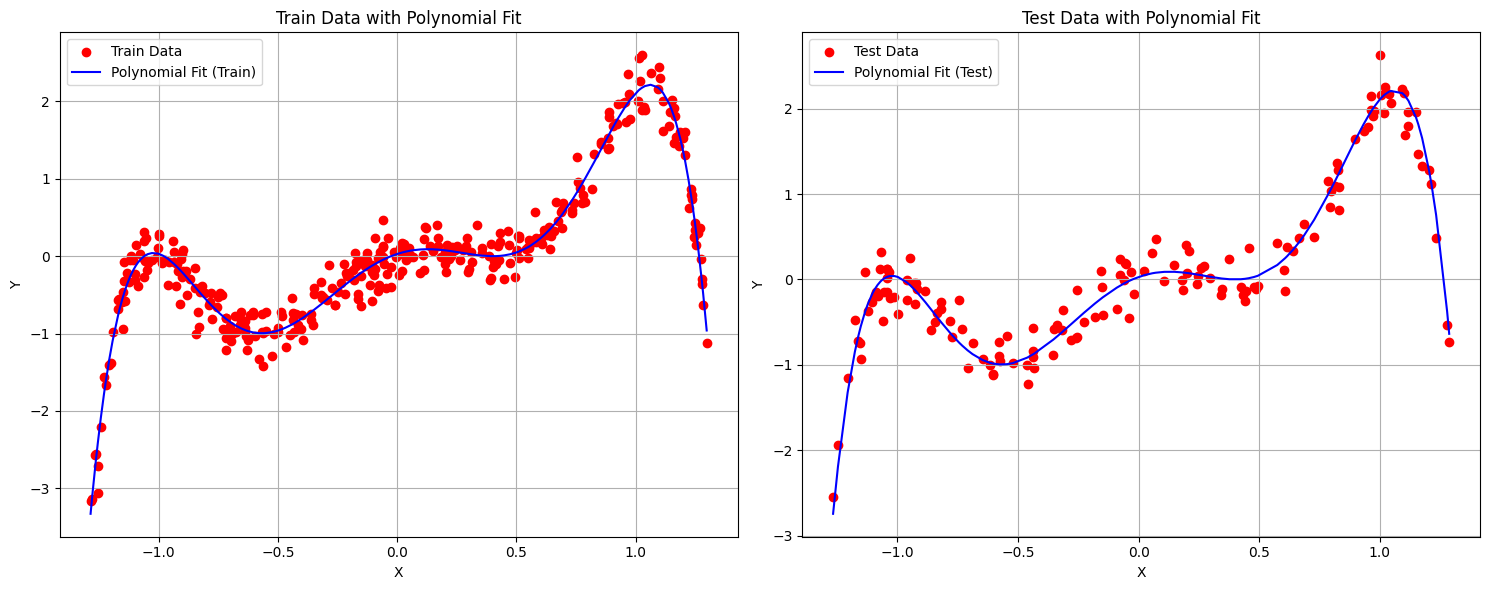 Train Data with Polynomial Fit
Train Data
Polynomial Fit (Train)
Y
2
1
0
−1
−2
−3
−1.0 −0.5 0.0 0.5 1.0
X
Test Data with Polynomial Fit
Test Data
Polynomial Fit (Test)
Y
2
1
0
−1
−2
−3
−1.0 −0.5 0.0 0.5 1.0
X